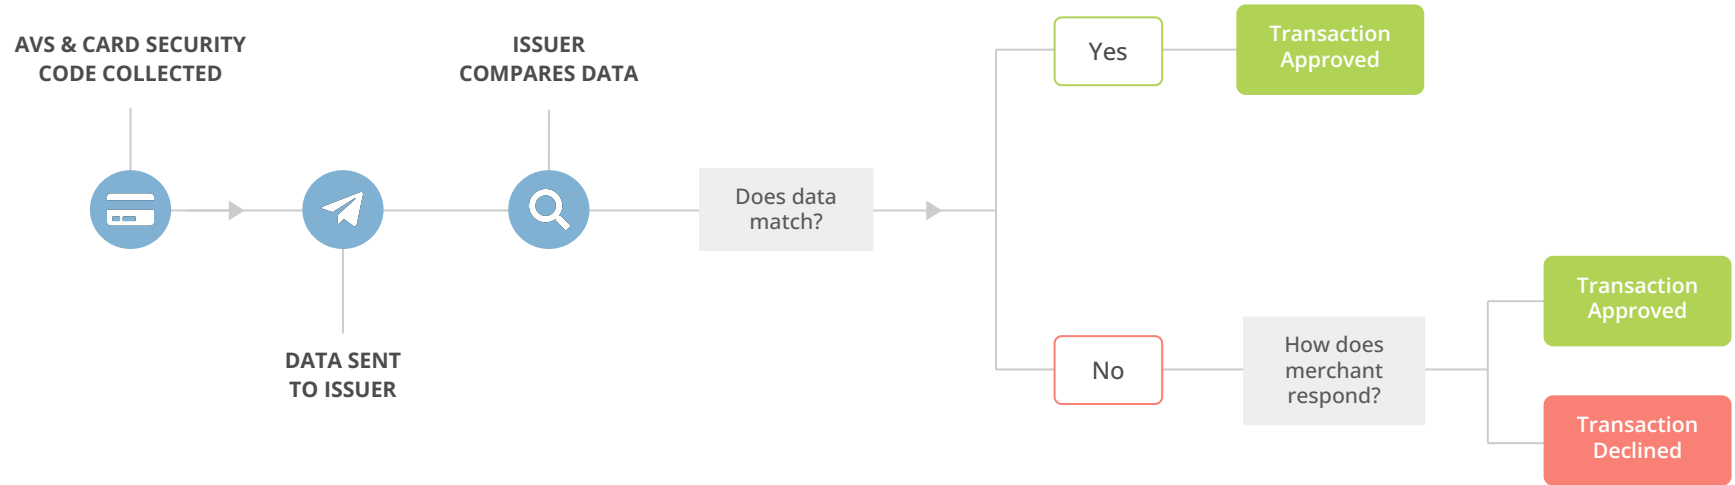 AVS & CARD SECURITY
CODE COLLECTED
DATA SENT
TO ISSUER
ISSUER
COMPARES DATA
Does data
match?
Yes
Transaction
Approved
No
How does
merchant
respond?
Transaction
Approved
Transaction
Declined